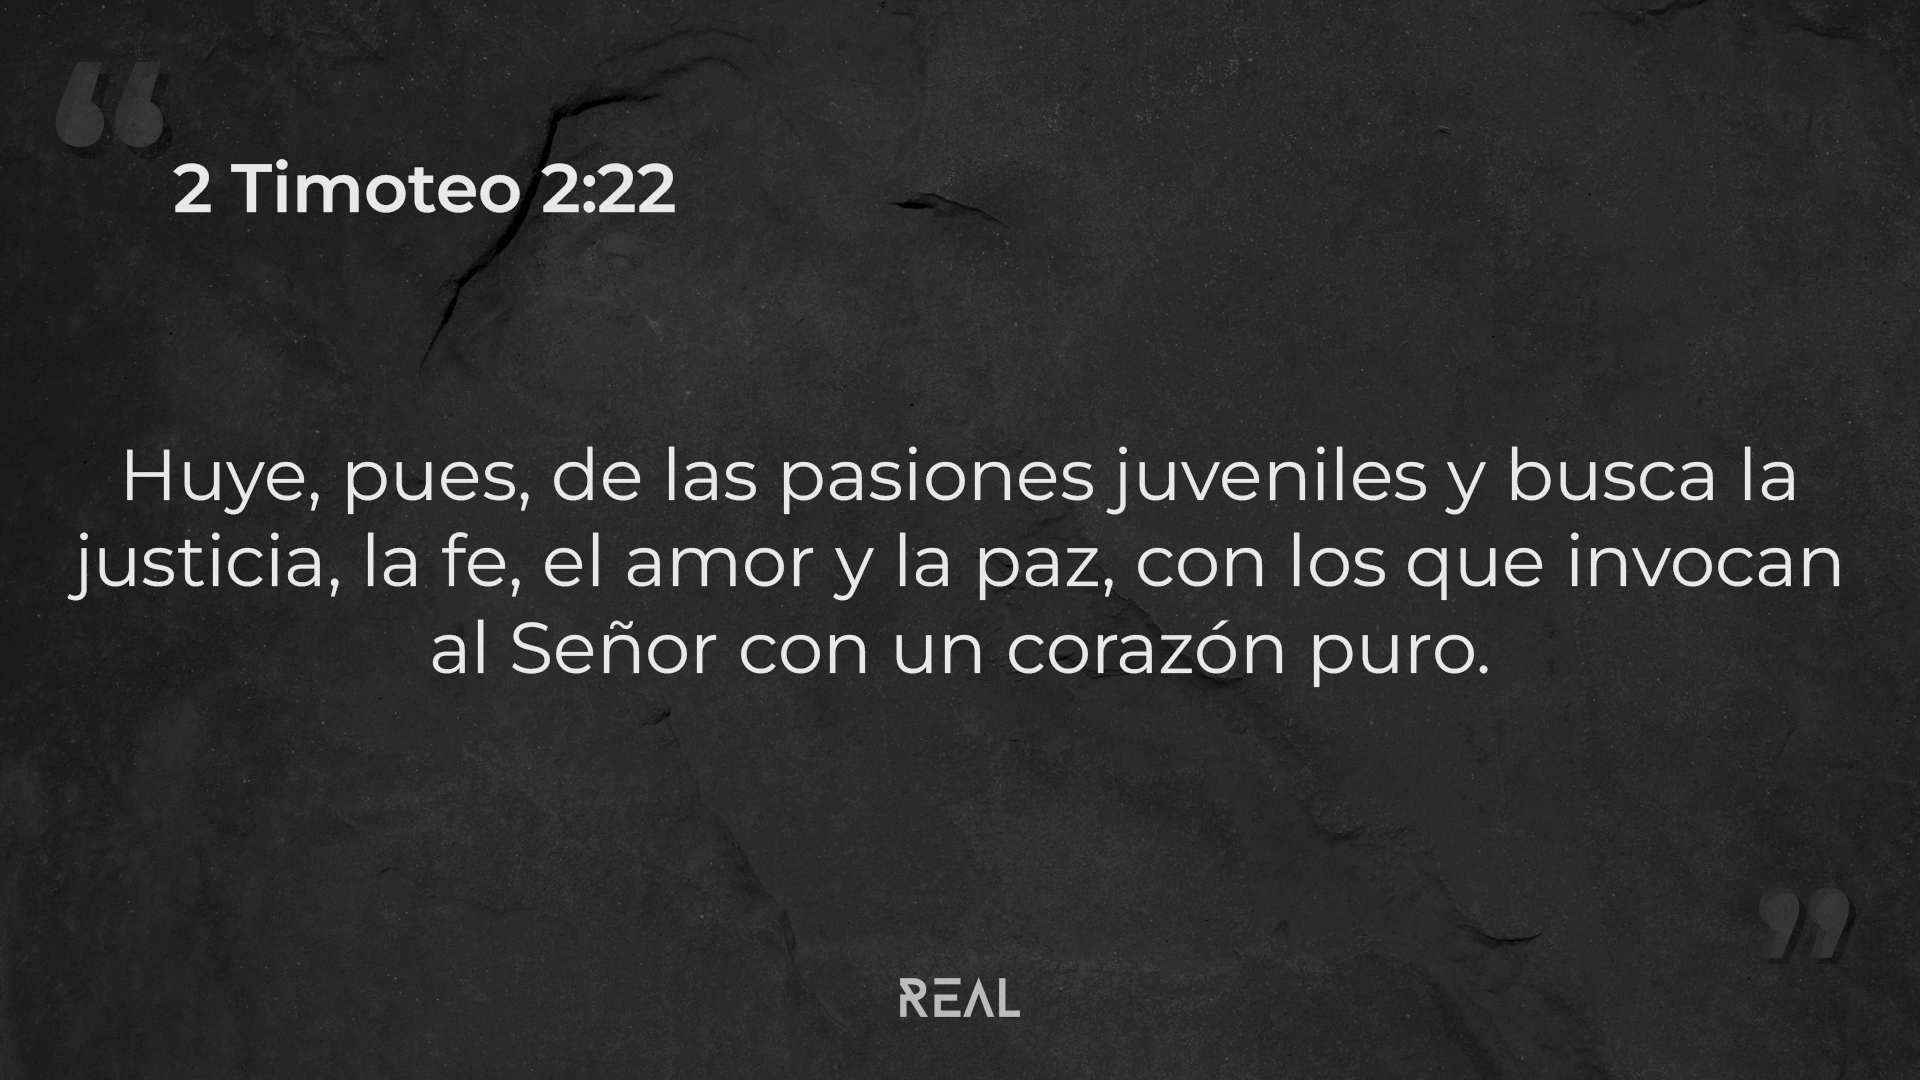 “
2 Timoteo 2:22
Huye, pues, de las pasiones juveniles y busca la
justicia, la fe, el amor y la paz, con los que invocan
al Señor con un corazón puro.
”
REAL